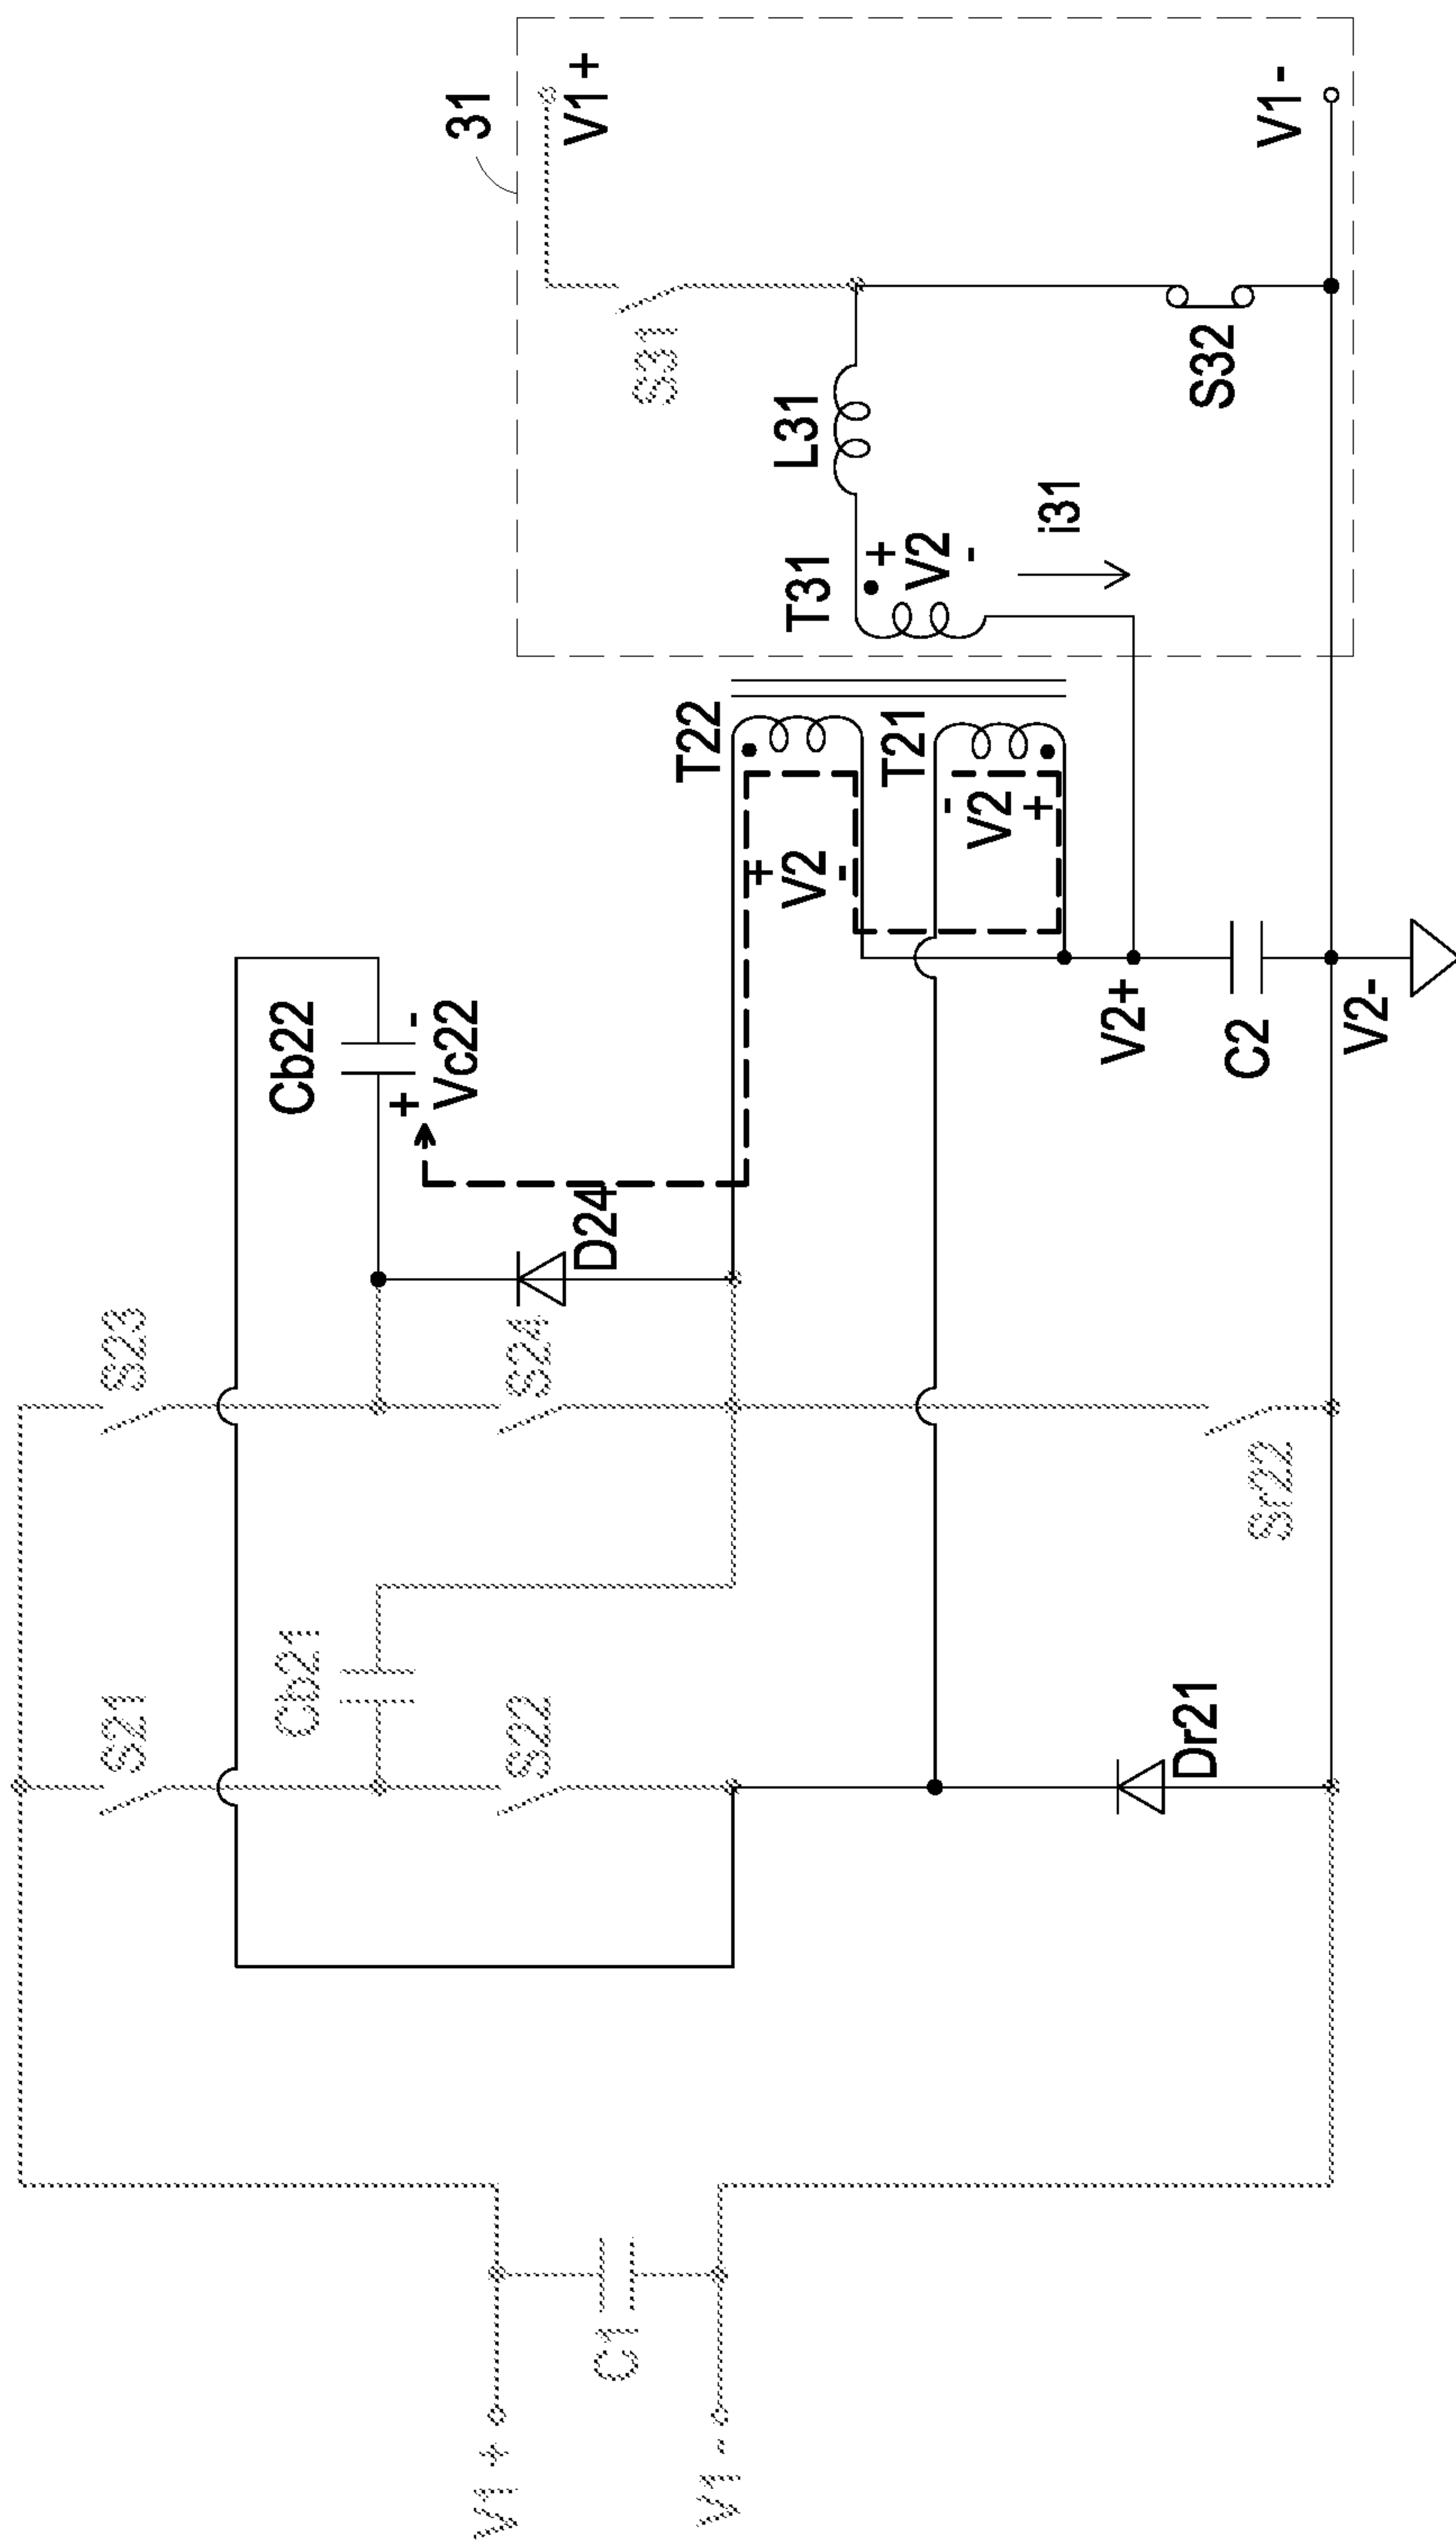 31
V1+
S31
V1-
L31
S32
T31
+
V2
-
i31
T22
T21
+
V2
-
-
V2
+
Cb22
+
-
Vc22
V2+
C2
V2-
D24
S23
S24
Sr22
Cb21
S21
S22
Dr21
C1
V1 +
V1 -